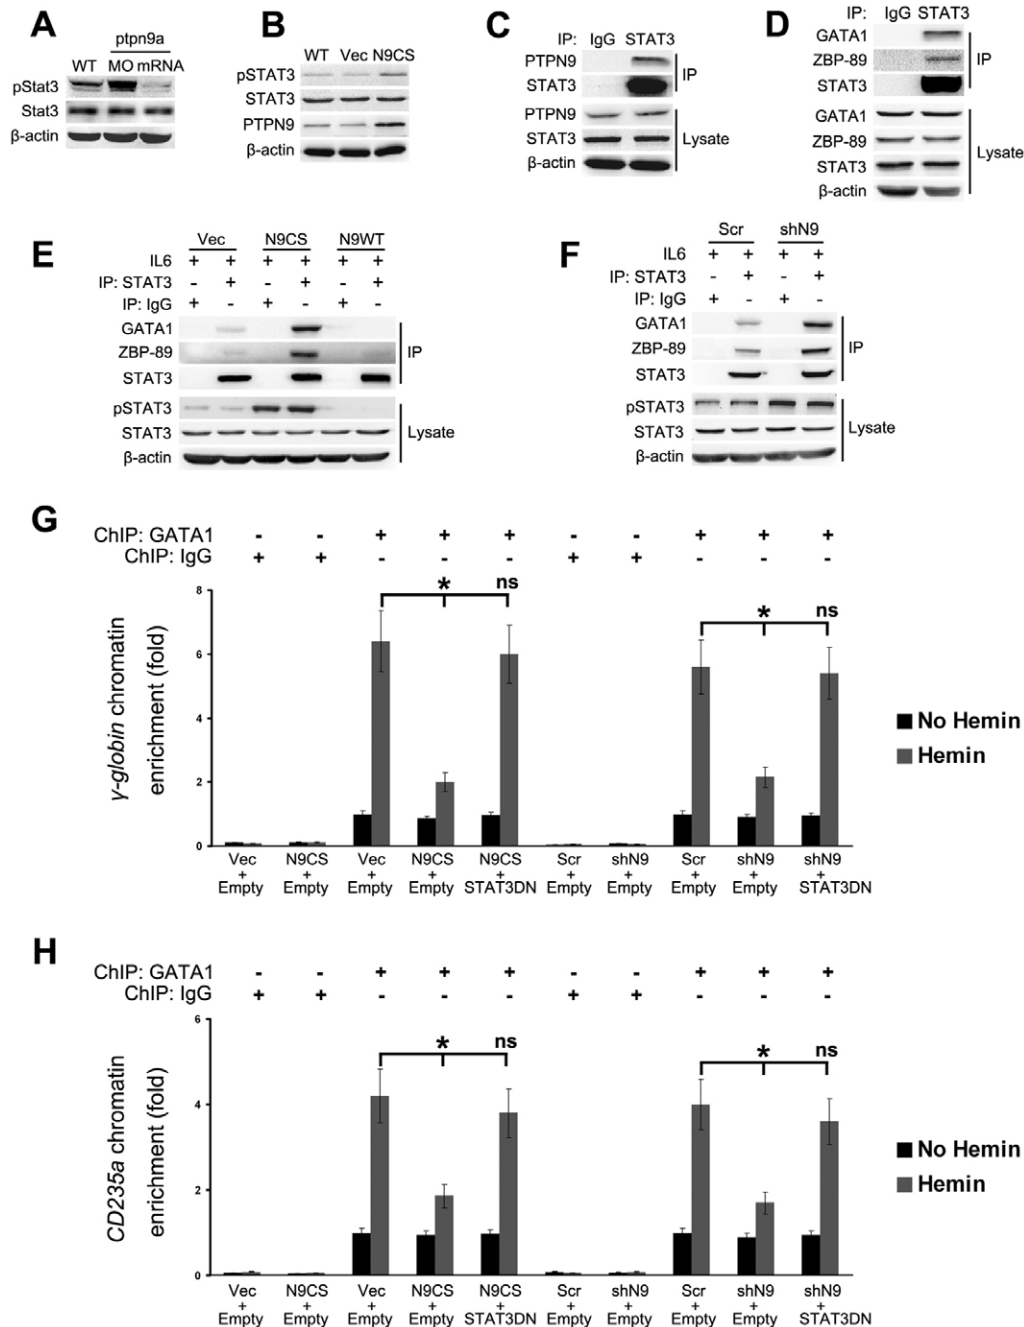 A
ptpn9a
WT MO mRNA
pStat3
Stat3
β-actin
B
WT Vec N9CS
pSTAT3
STAT3
PTPN9
β-actin
C
IP: IgG STAT3
PTPN9
STAT3
IP
PTPN9
STAT3
β-actin
Lysate
D
IP: IgG STAT3
GATA1
ZBP-89
STAT3
IP
GATA1
ZBP-89
STAT3
β-actin
Lysate
E
Vec N9CS N9WT
IL6 + + + + + +
IP: STAT3 - + - + - +
IP: IgG + - + - + -
GATA1
ZBP-89
STAT3
IP
pSTAT3
STAT3
β-actin
Lysate
F
Scr shN9
IL6 + + + +
IP: STAT3 - + - +
IP: IgG + - + -
GATA1
ZBP-89
STAT3
IP
pSTAT3
STAT3
β-actin
Lysate
G
ChIP: GATA1 - - + + + - - + + +
ChIP: IgG + + - - - + + - - -
γ-globin chromatin
enrichment (fold)
8
6
4
2
0
* ns
* ns
No Hemin
Hemin
Vec N9CS Vec N9CS N9CS Scr shN9 Scr shN9 shN9
+ + + + + + + + + +
Empty Empty Empty Empty STAT3DN Empty Empty Empty Empty STAT3DN
H
ChIP: GATA1 - - + + + - - + + +
ChIP: IgG + + - - - + + - - -
CD235a chromatin
enrichment (fold)
6
4
2
0
* ns
* ns
No Hemin
Hemin
Vec N9CS Vec N9CS N9CS Scr shN9 Scr shN9 shN9
+ + + + + + + + + +
Empty Empty Empty Empty STAT3DN Empty Empty Empty Empty STAT3DN